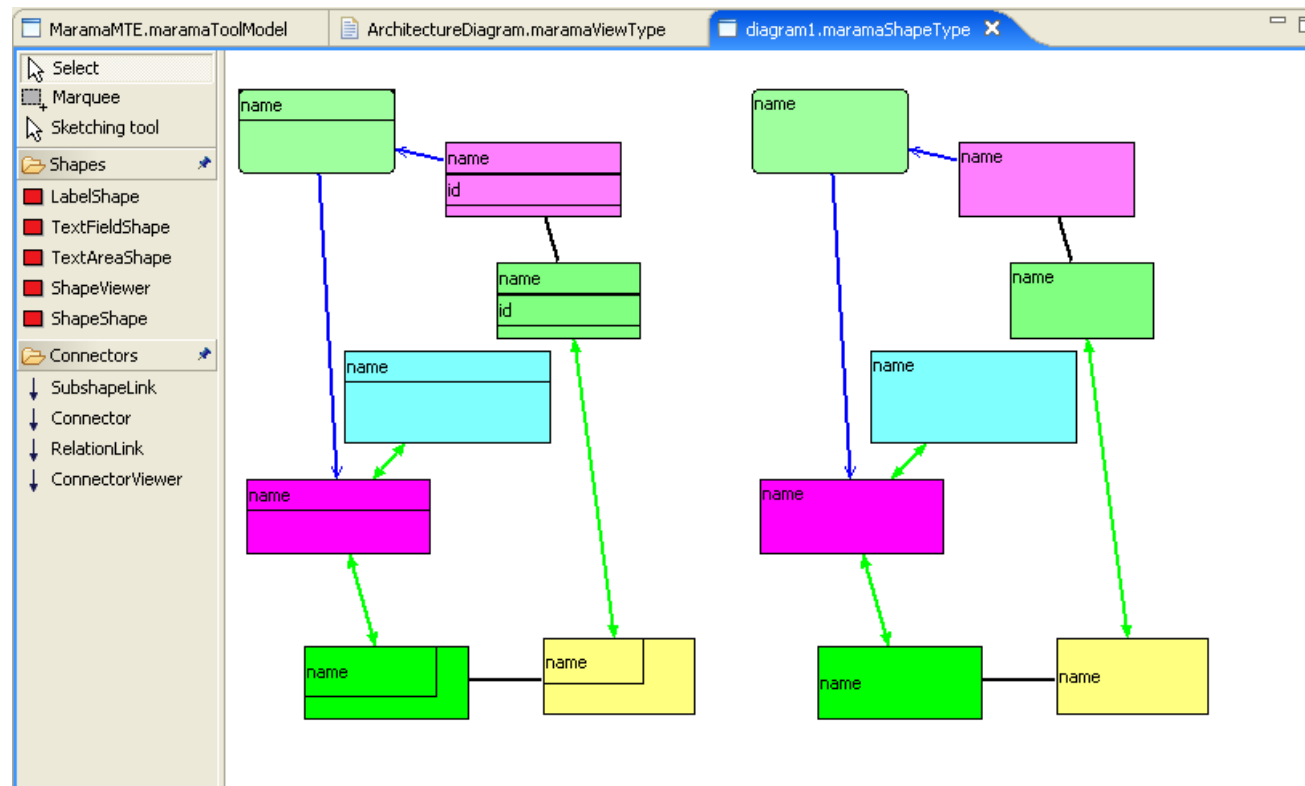 MaramaMTE.maramaToolModel
ArchitectureDiagram.maramaViewType
diagram1.maramaShapeType
Select
Marquee
Sketching tool
Shapes
LabelShape
TextFieldShape
TextAreaShape
ShapeViewer
ShapeShape
Connectors
SubshapeLink
Connector
RelationLink
ConnectorViewer
name
name
id
name
id
name
name
name
name
name
name
name
name
name
name
name